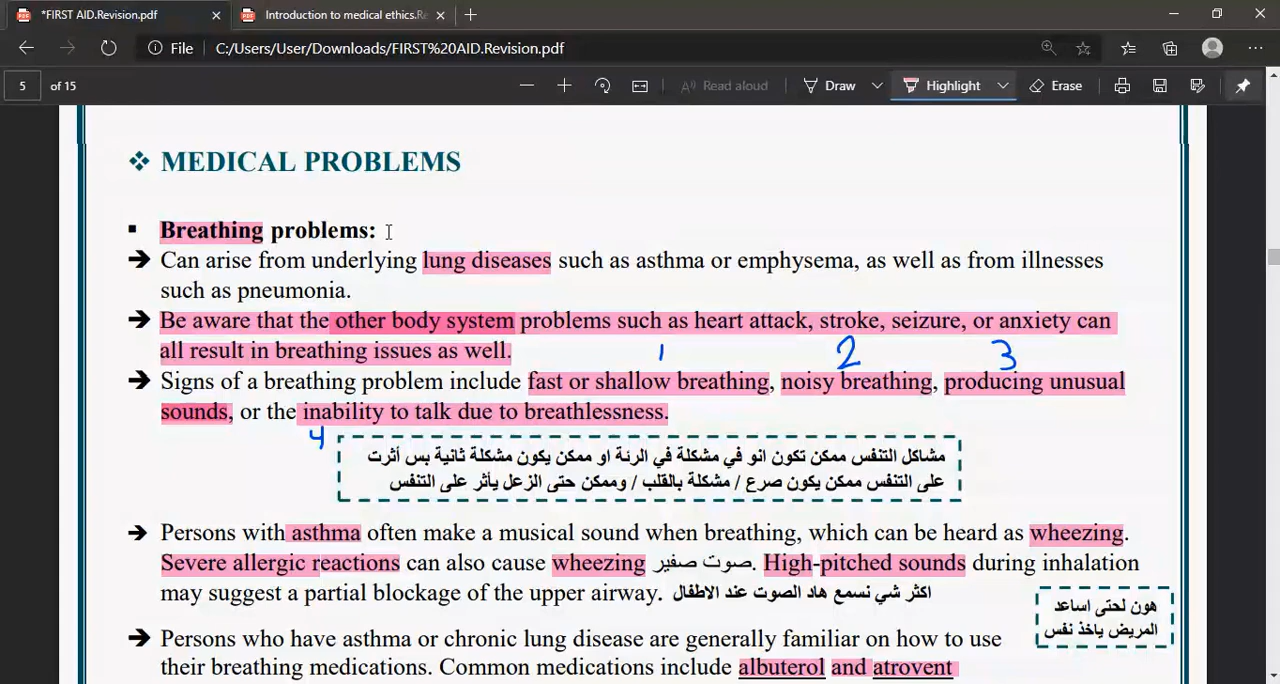 *FIRST AID.Revision.pdf
Introduction to medical ethics.Re
File C:/Users/User/Downloads/FIRST%20AID.Revision.pdf
5 of 15 Read aloud Draw Highlight Erase
❖ MEDICAL PROBLEMS
▪ Breathing problems:
➔ Can arise from underlying lung diseases such as asthma or emphysema, as well as from illnesses
such as pneumonia.
➔ Be aware that the other body system problems such as heart attack, stroke, seizure, or anxiety can
all result in breathing issues as well.
1 2 3
➔ Signs of a breathing problem include fast or shallow breathing, noisy breathing, producing unusual
sounds, or the inability to talk due to breathlessness.
4
مشاكل التنفس ممكن تكون انو في مشكلة في الرئة او ممكن يكون مشكلة ثانية بس أثرت
على التنفس ممكن يكون صرع / مشكلة بالقلب / وممكن حتى الزعل يأثر على التنفس
➔ Persons with asthma often make a musical sound when breathing, which can be heard as wheezing.
Severe allergic reactions can also cause wheezing صوت صفير. High-pitched sounds during inhalation
may suggest a partial blockage of the upper airway. اكثر شي نسمع هاد الصوت عند الاطفال
هون لحتى اساعد
المريض ياخذ نفس
➔ Persons who have asthma or chronic lung disease are generally familiar on how to use
their breathing medications. Common medications include albuterol and atrovent